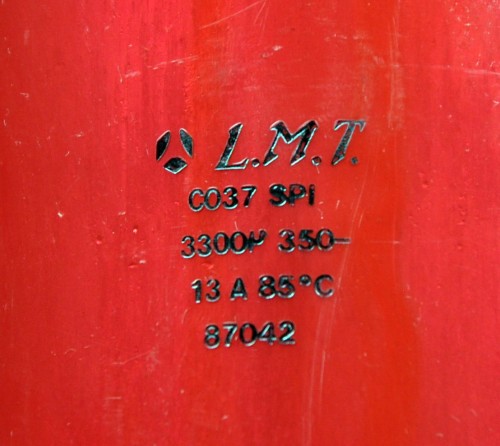 L.M.T.
C037 SPI
3300µ 350-
13 A 85°C
87042